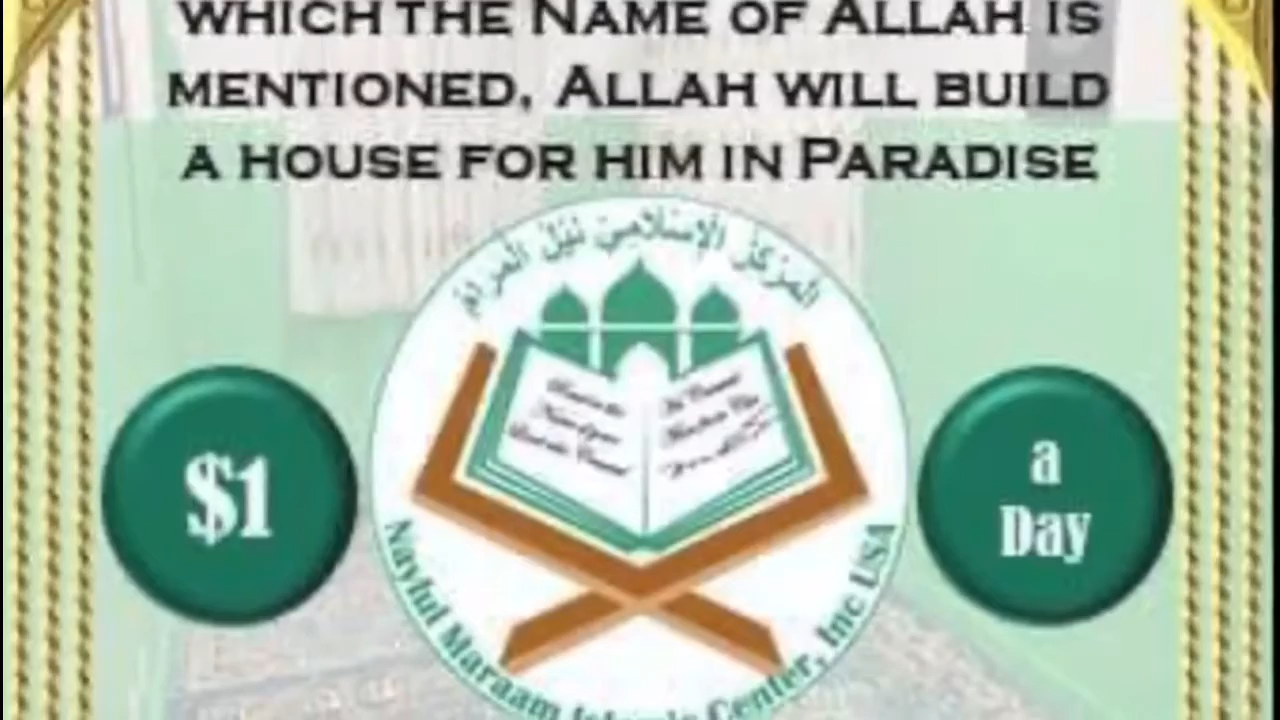 WHICH THE NAME OF ALLAH IS
MENTIONED, ALLAH WILL BUILD
A HOUSE FOR HIM IN PARADISE
المركز الإسلامي نيل المرام
$1
a
Day
Naylul Maraam Islamic Center, Inc USA